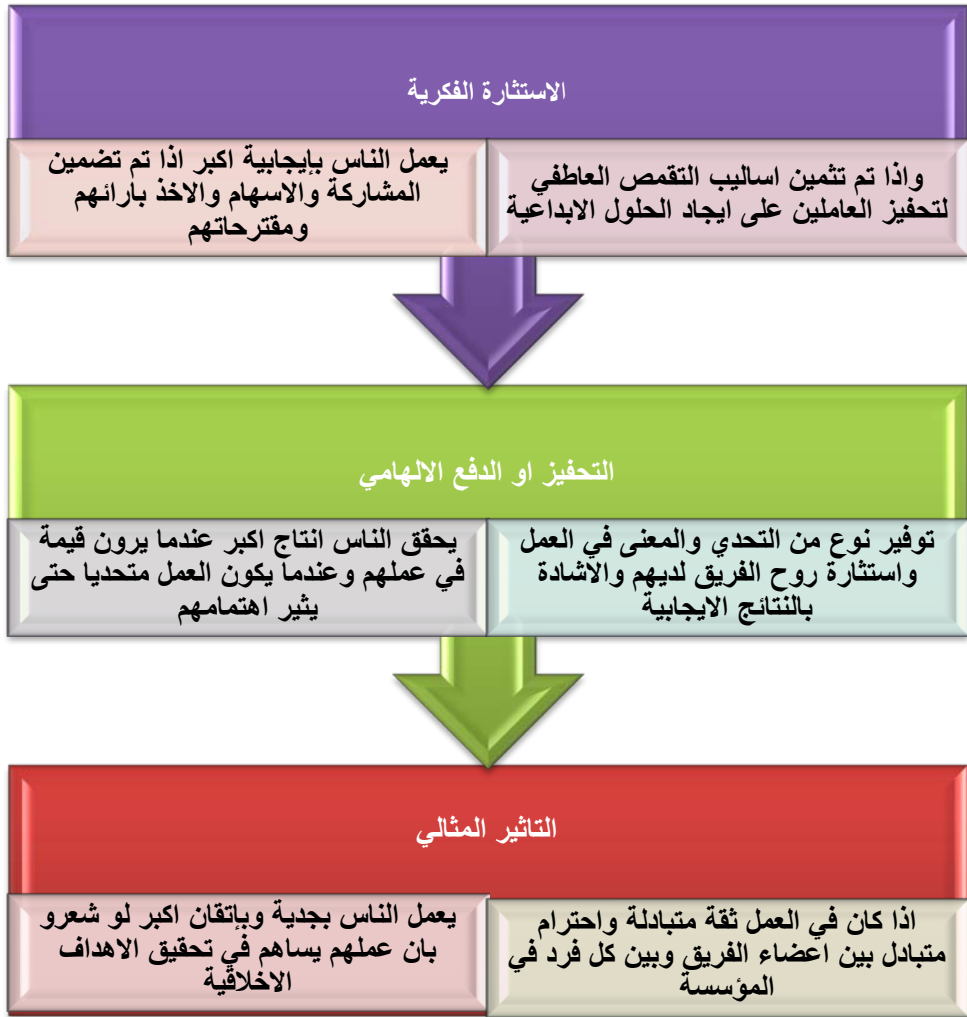 الاستثارة الفكرية
واذا تم تثمين اساليب التقمص العاطفي
لتحفيز العاملين على ايجاد الحلول الابداعية
يعمل الناس بإيجابية اكبر اذا تم تضمين
المشاركة والاسهام والاخذ بارائهم
ومقترحاتهم
التحفيز او الدفع الالهامي
توفير نوع من التحدي والمعنى في العمل
واستثارة روح الفريق لديهم والاشادة
بالنتائج الايجابية
يحقق الناس انتاج اكبر عندما يرون قيمة
في عملهم وعندما يكون العمل متحديا حتى
يثير اهتمامهم
التاثير المثالي
اذا كان في العمل ثقة متبادلة واحترام
متبادل بين اعضاء الفريق وبين كل فرد في
المؤسسة
يعمل الناس بجدية وبإتقان اكبر لو شعرو
بان عملهم يساهم في تحقيق الاهداف
الاخلاقية